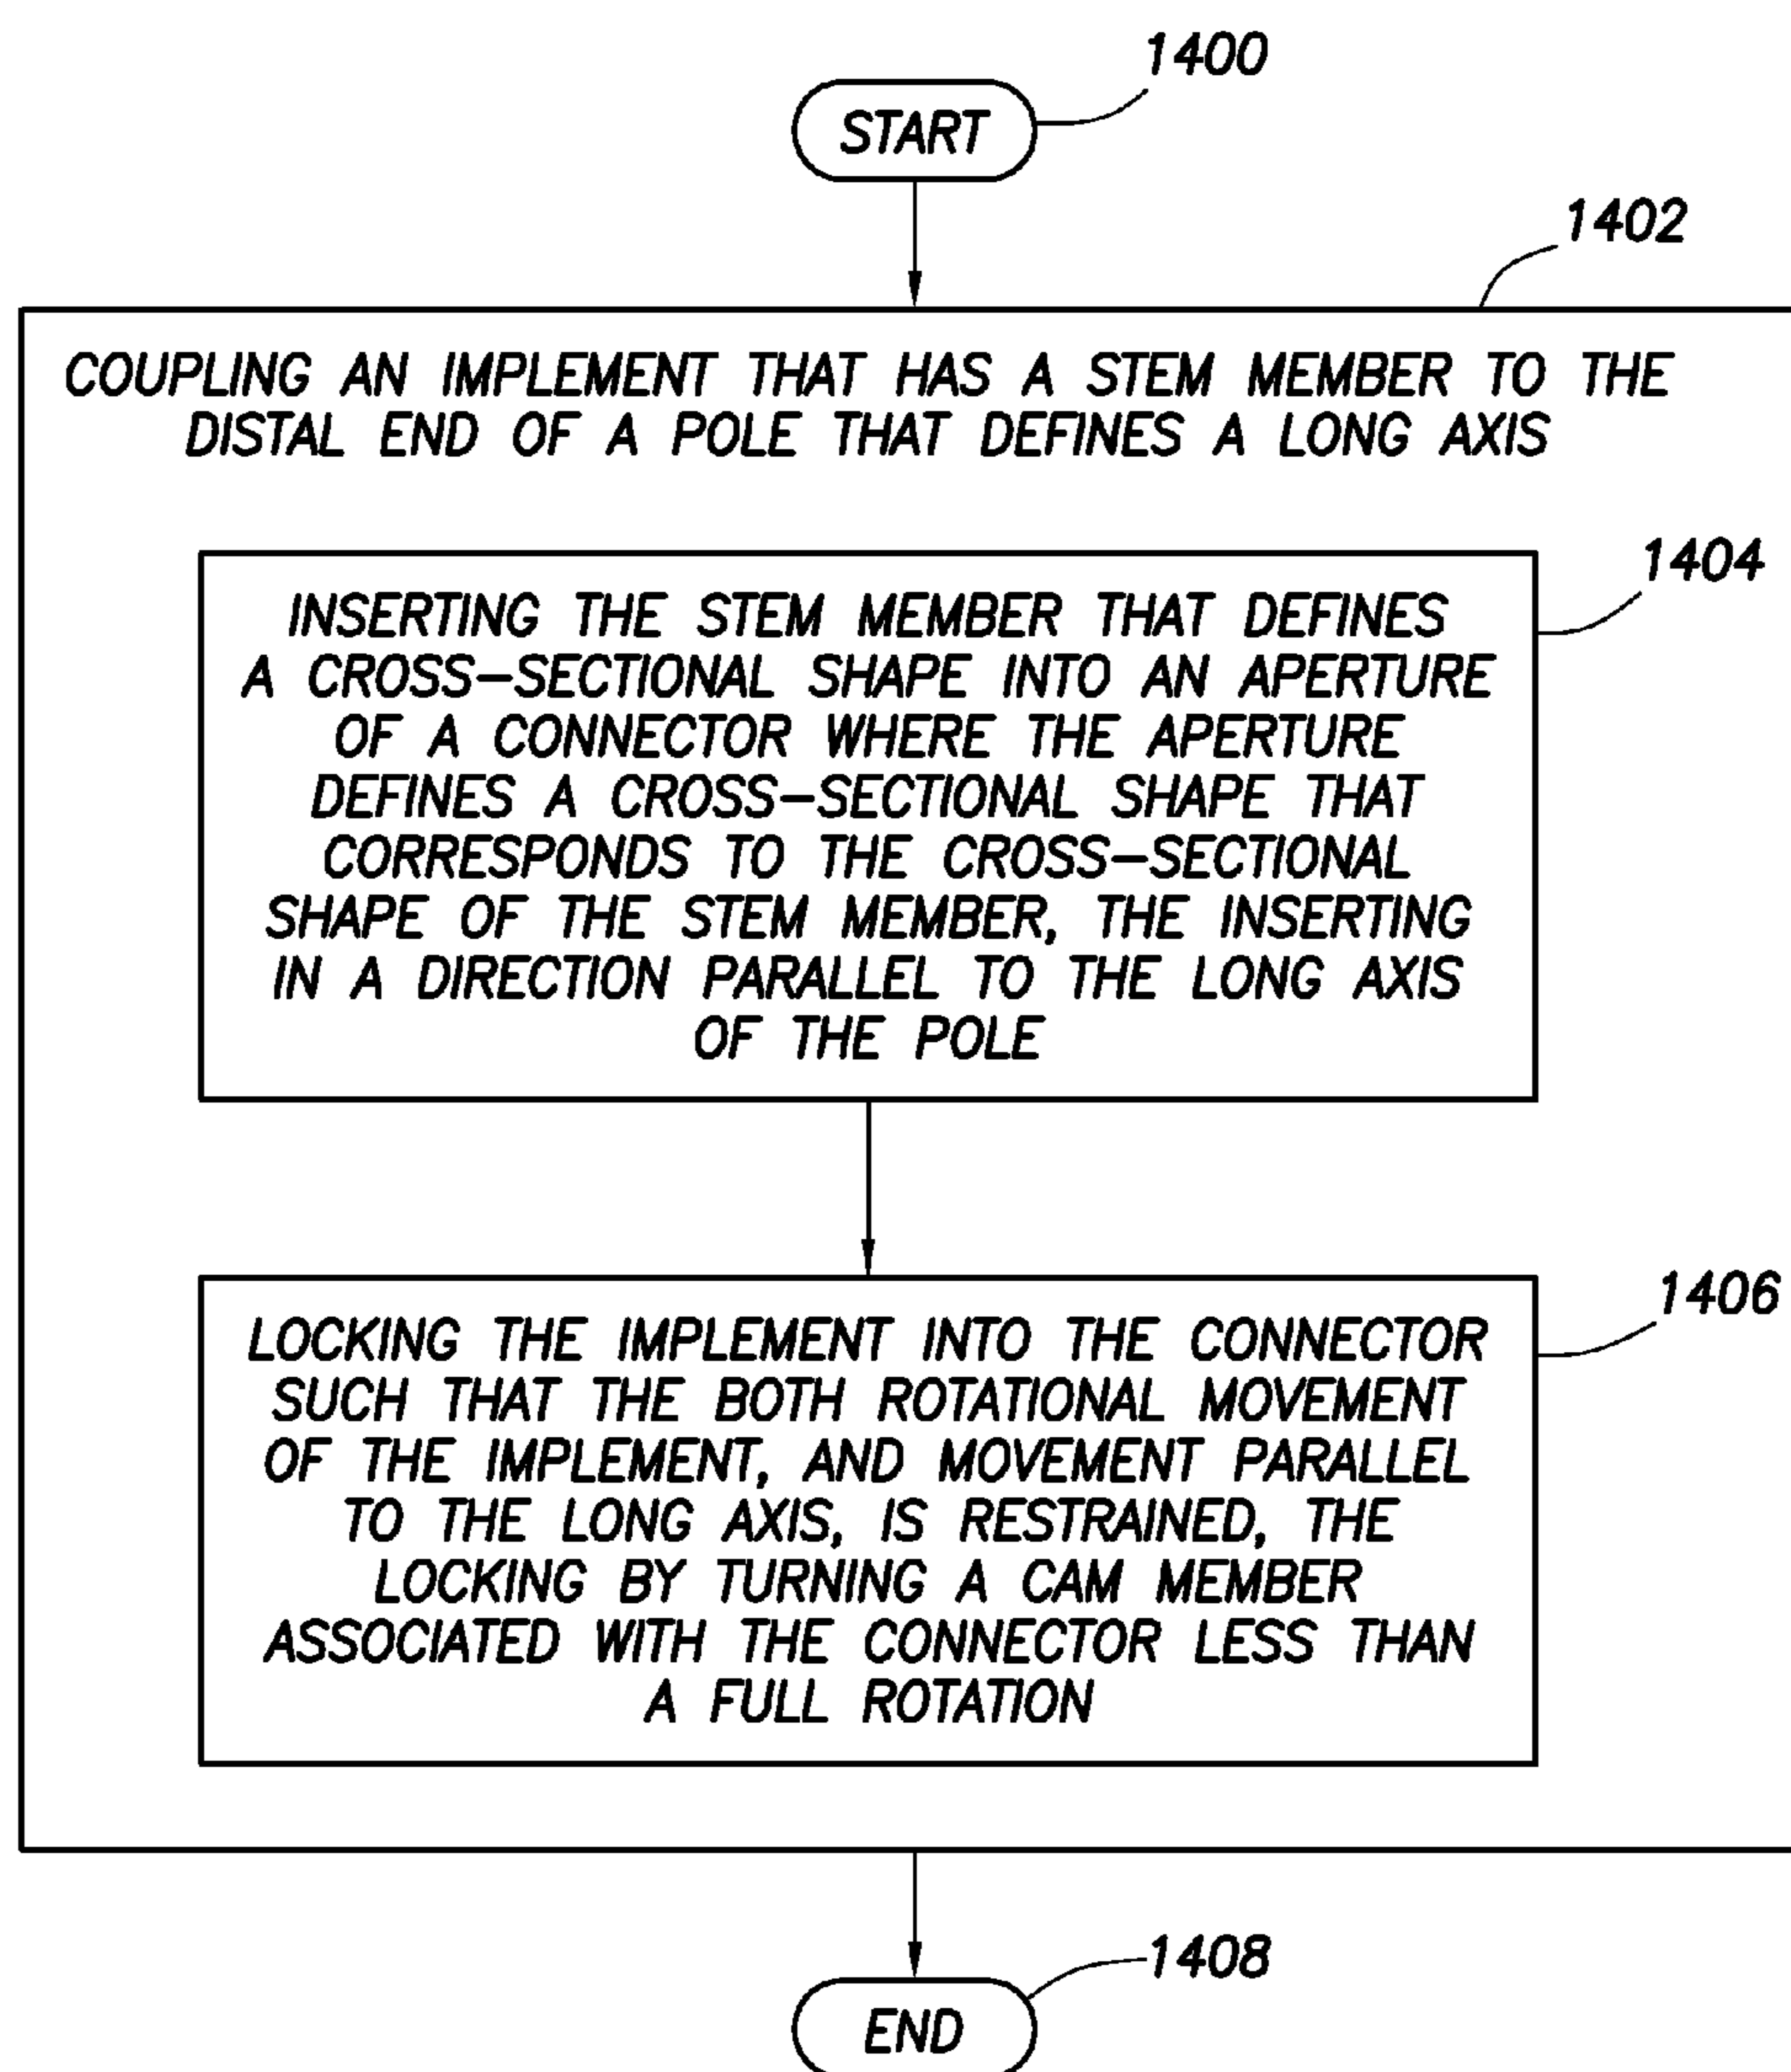 1400
START
1402
COUPLING AN IMPLEMENT THAT HAS A STEM MEMBER TO THE
DISTAL END OF A POLE THAT DEFINES A LONG AXIS
1404
INSERTING THE STEM MEMBER THAT DEFINES
A CROSS-SECTIONAL SHAPE INTO AN APERTURE
OF A CONNECTOR WHERE THE APERTURE
DEFINES A CROSS-SECTIONAL SHAPE THAT
CORRESPONDS TO THE CROSS-SECTIONAL
SHAPE OF THE STEM MEMBER, THE INSERTING
IN A DIRECTION PARALLEL TO THE LONG AXIS
OF THE POLE
1406
LOCKING THE IMPLEMENT INTO THE CONNECTOR
SUCH THAT THE BOTH ROTATIONAL MOVEMENT
OF THE IMPLEMENT, AND MOVEMENT PARALLEL
TO THE LONG AXIS, IS RESTRAINED, THE
LOCKING BY TURNING A CAM MEMBER
ASSOCIATED WITH THE CONNECTOR LESS THAN
A FULL ROTATION
1408
END